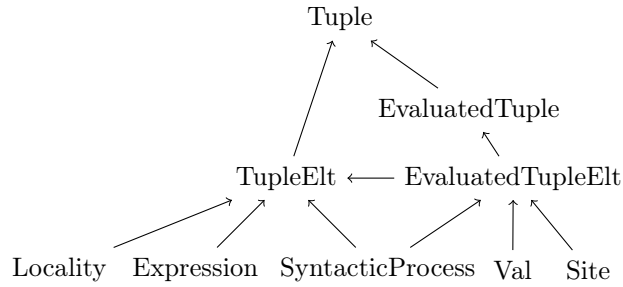 Tuple
EvaluatedTuple
TupleElt EvaluatedTupleElt
Locality Expression SyntacticProcess Val Site